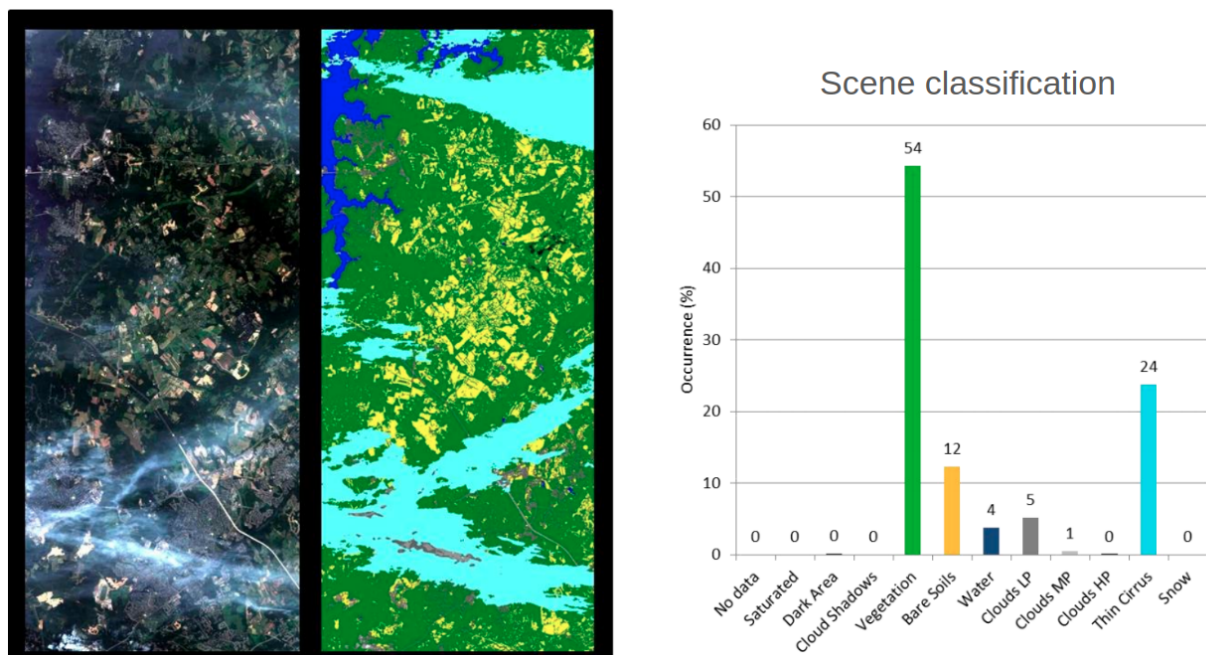 Scene classification
Occurrence (%)
60
50
40
30
20
10
0
0
0
0
0
54
12
4
5
1
0
24
0
No data
Saturated
Dark Area
Cloud Shadows
Vegetation
Bare Soils
Water
Clouds LP
Clouds MP
Clouds HP
Thin Cirrus
Snow